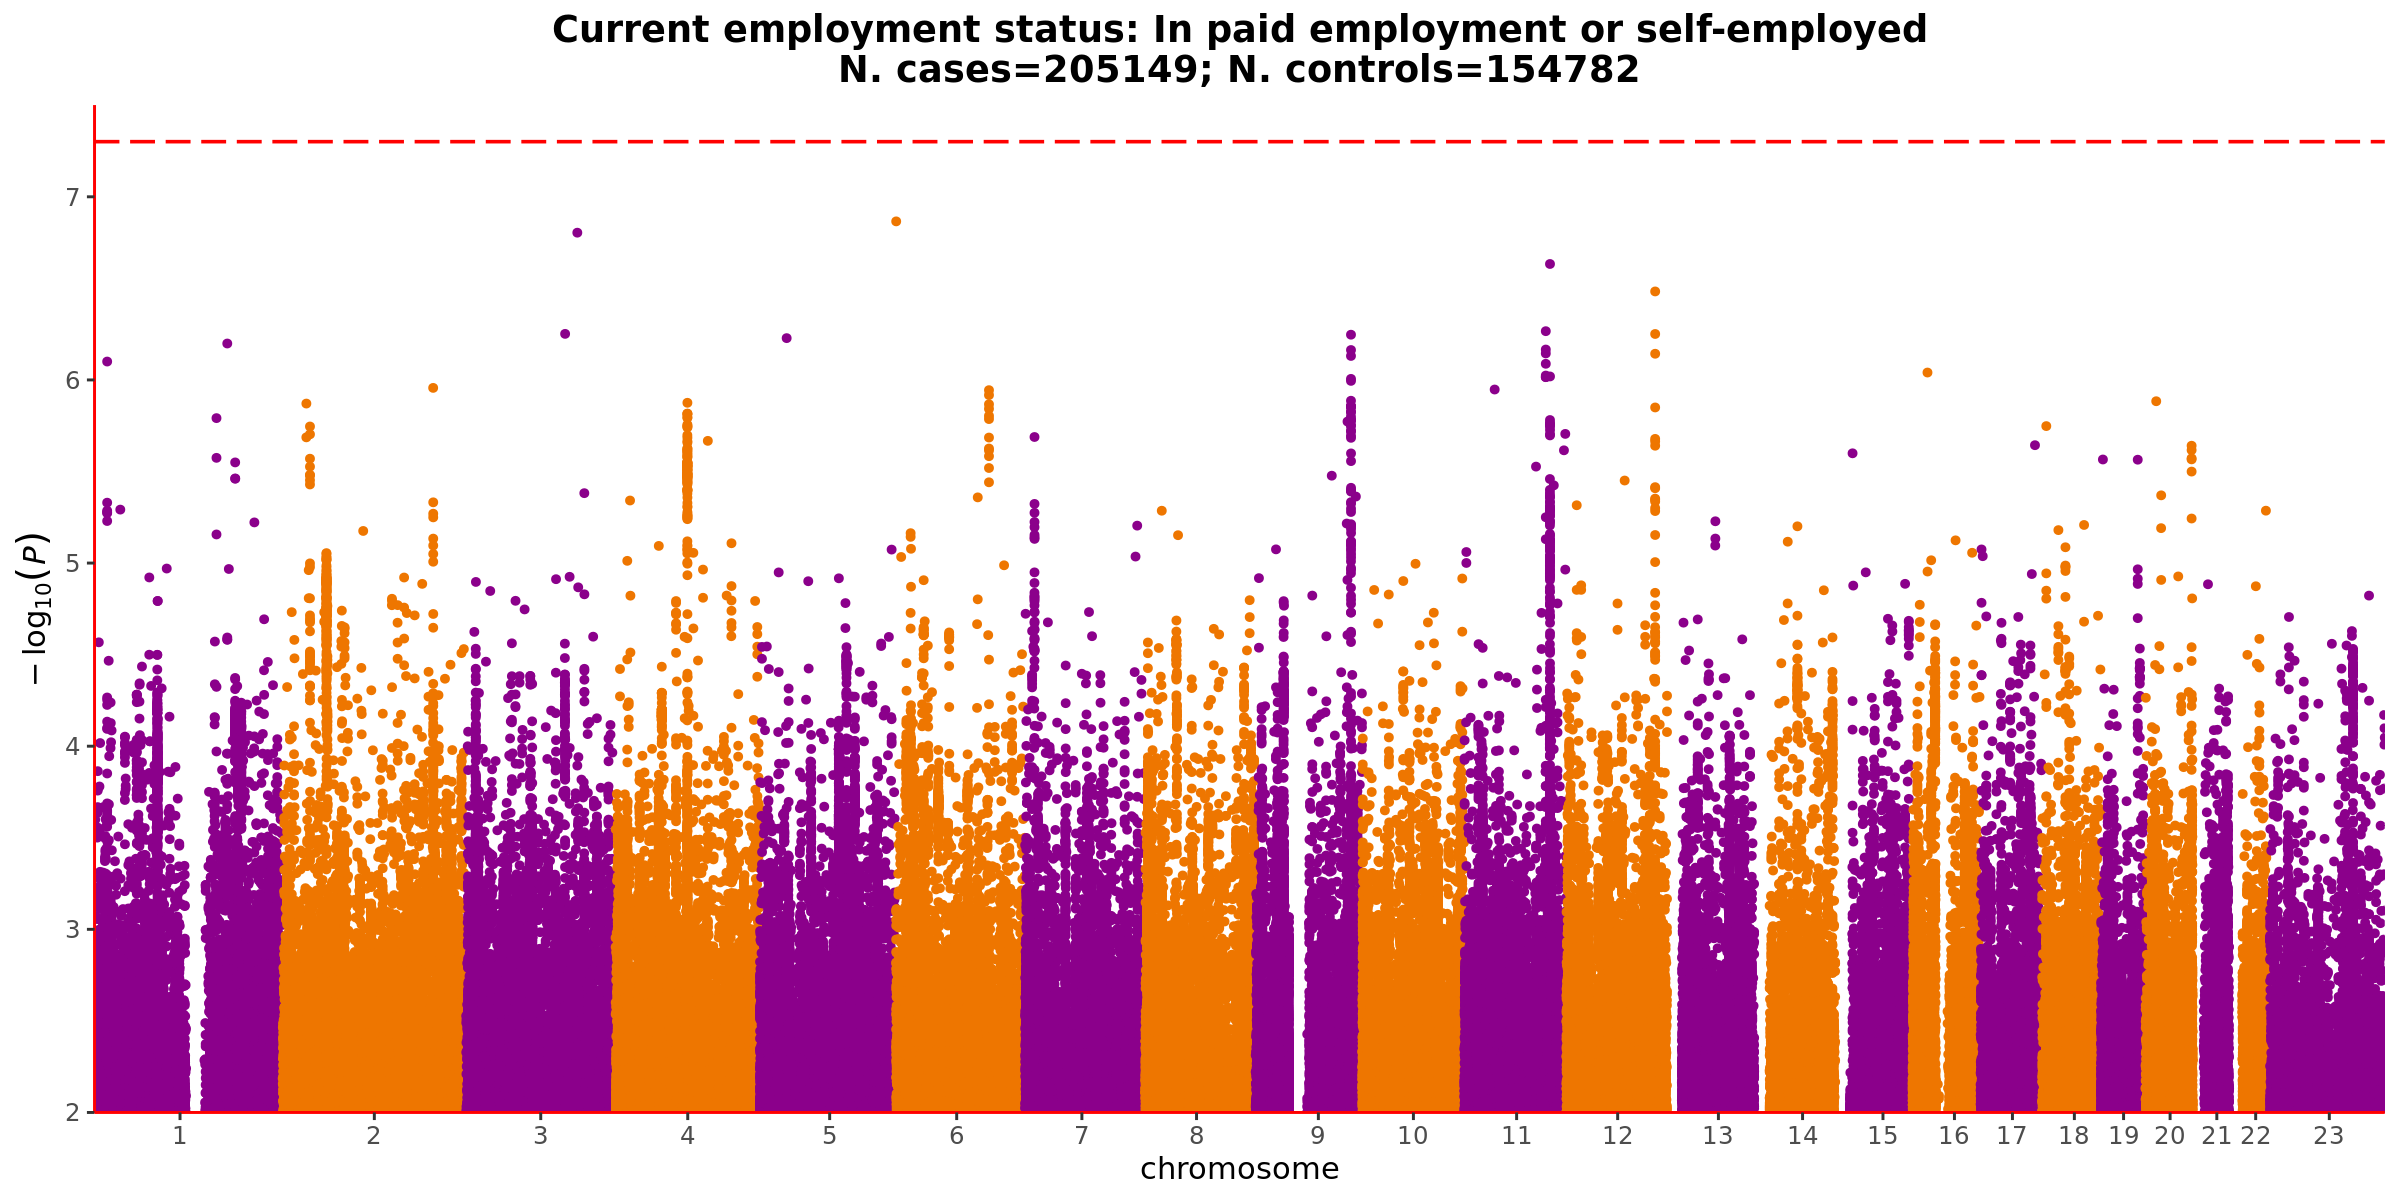 Current employment status: In paid employment or self-employed
N. cases=205149; N. controls=154782
− log10(P)
7
6
5
4
3
2
1 2 3 4 5 6 7 8 9 10 11 12 13 14 15 16 17 18 19 20 21 22 23
chromosome